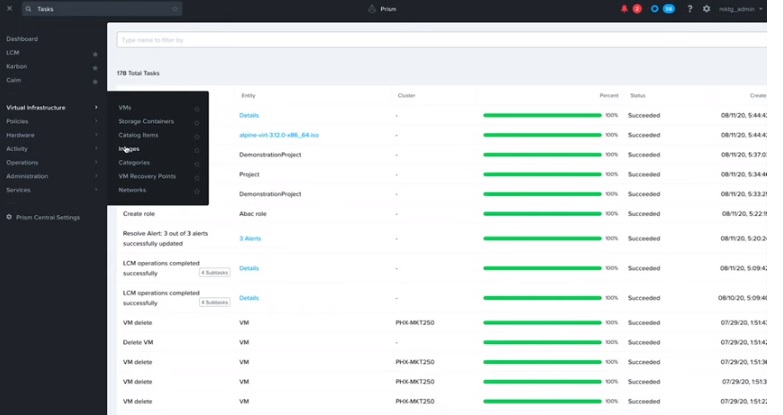 Tasks
Prism
2
38
?
mktg_admin
Dashboard
LCM
Karbon
Calm
Virtual Infrastructure
Policies
Hardware
Activity
Operations
Administration
Services
Prism Central Settings
VMs
Storage Containers
Catalog Items
Images
Categories
VM Recovery Points
Networks
Type name to filter by
178 Total Tasks
Entity Cluster Percent Status Create
Details - 100% Succeeded 08/11/20, 5:44:4
alpine-virt-3.12.0-x86_64.iso - 100% Succeeded 08/11/20, 5:44:4
DemonstrationProject - 100% Succeeded 08/11/20, 5:37:0
Project - 100% Succeeded 08/11/20, 5:34:4
DemonstrationProject - 100% Succeeded 08/11/20, 5:33:2
Create role Abac role - 100% Succeeded 08/11/20, 5:22:1
Resolve Alert: 3 out of 3 alerts
successfully updated 3 Alerts - 100% Succeeded 08/11/20, 5:20:2
LCM operations completed
successfully 4 Subtasks Details - 100% Succeeded 08/11/20, 5:09:4
LCM operations completed
successfully 4 Subtasks Details - 100% Succeeded 08/10/20, 5:09:4
VM delete VM PHX-MKT250 100% Succeeded 07/29/20, 1:51:4
Delete VM VM - 100% Succeeded 07/29/20, 1:51:4
VM delete VM PHX-MKT250 100% Succeeded 07/29/20, 1:51:3
VM delete VM PHX-MKT250 100% Succeeded 07/29/20, 1:51:3
VM delete VM PHX-MKT250 100% Succeeded 07/29/20, 1:51:2